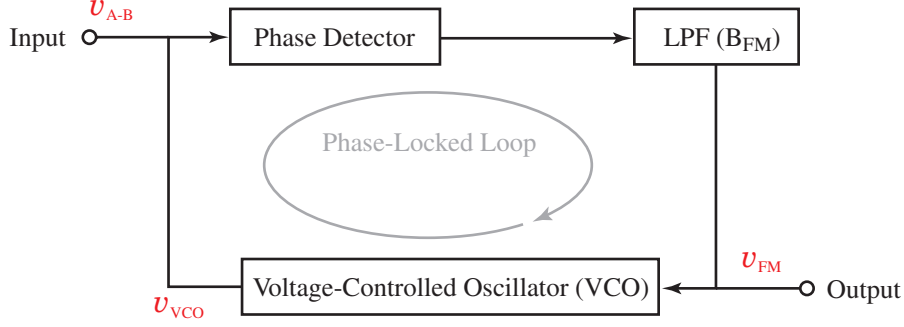 v_A-B
Input
Phase Detector
LPF (B_FM)
Phase-Locked Loop
Voltage-Controlled Oscillator (VCO)
v_FM
Output
v_VCO